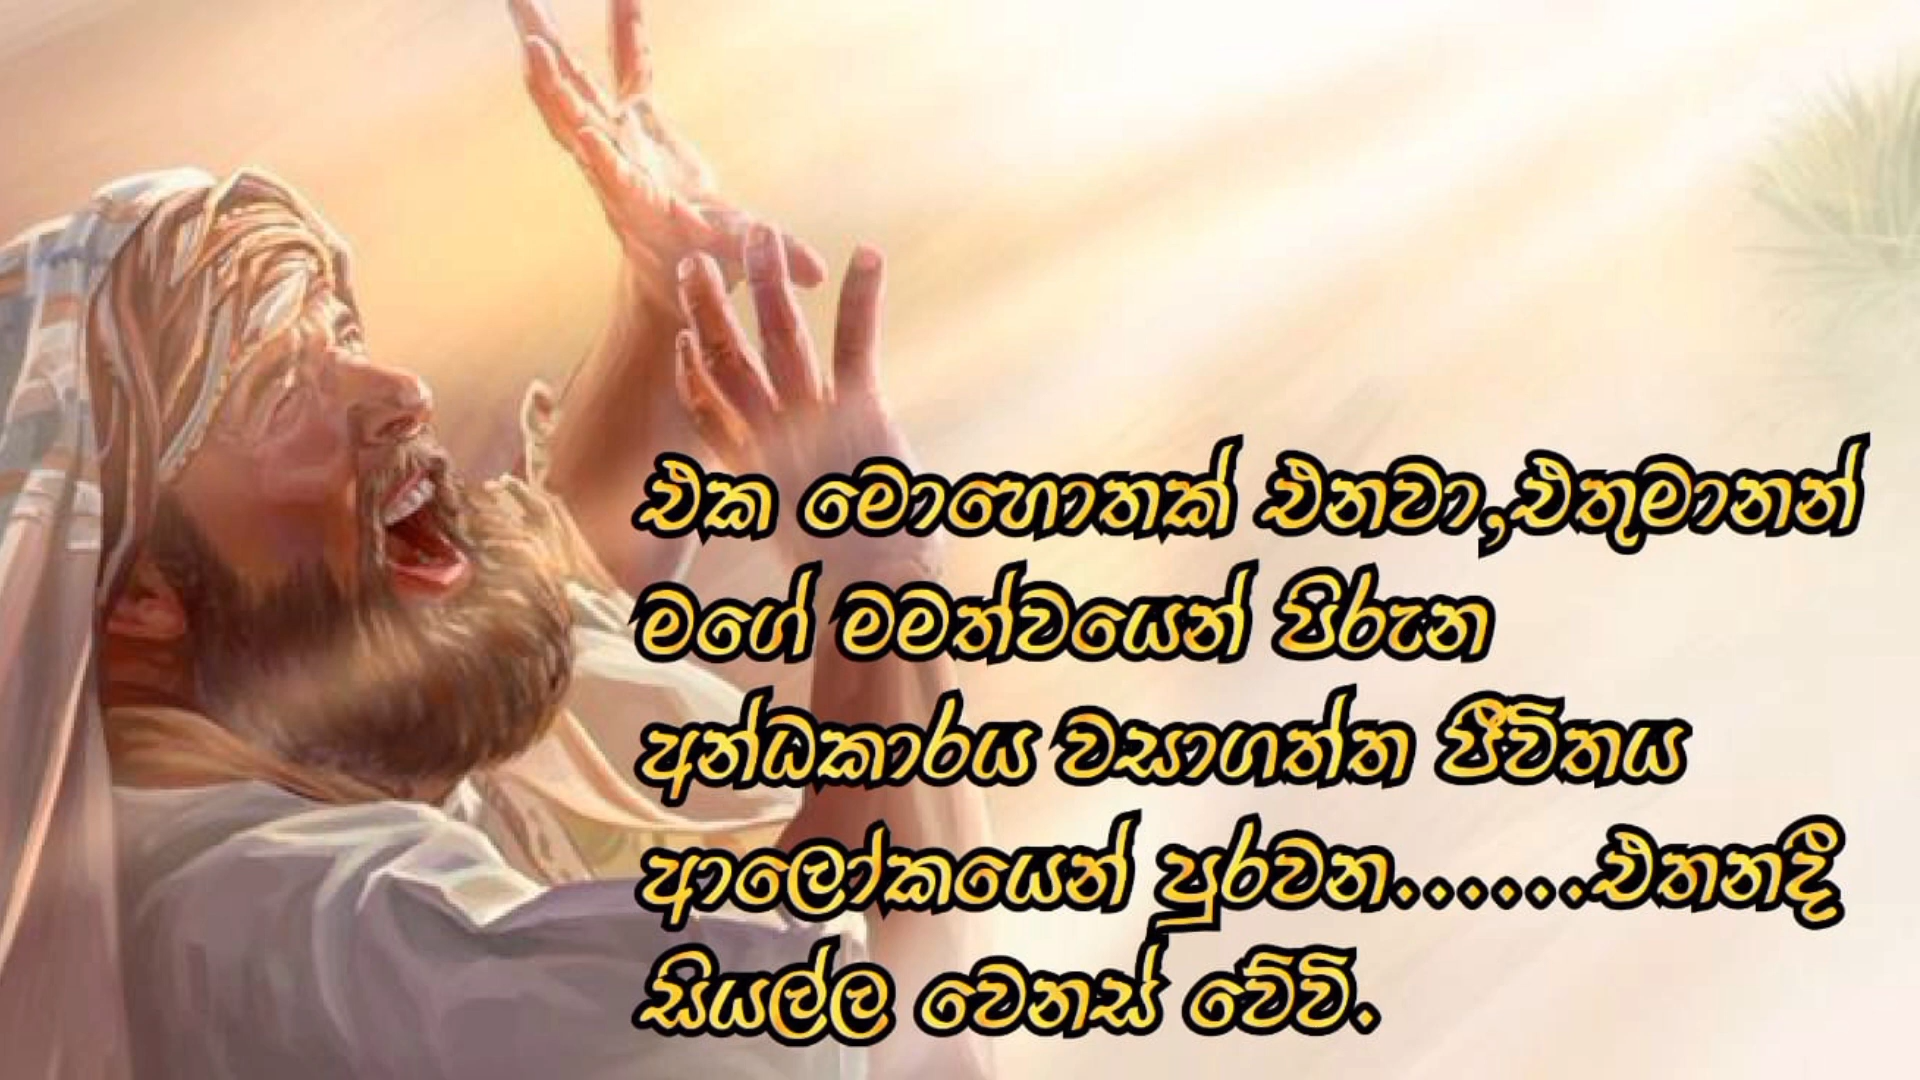 එක මොහොතක් එනවා,එතුමානන්
මගේ මමත්වයෙන් පිරුන
අන්ධකාරය වසාගත්ත ජීවිතය
ආලෝකයෙන් පුරවන......එතනදී
සියල්ල වෙනස් වේවි.